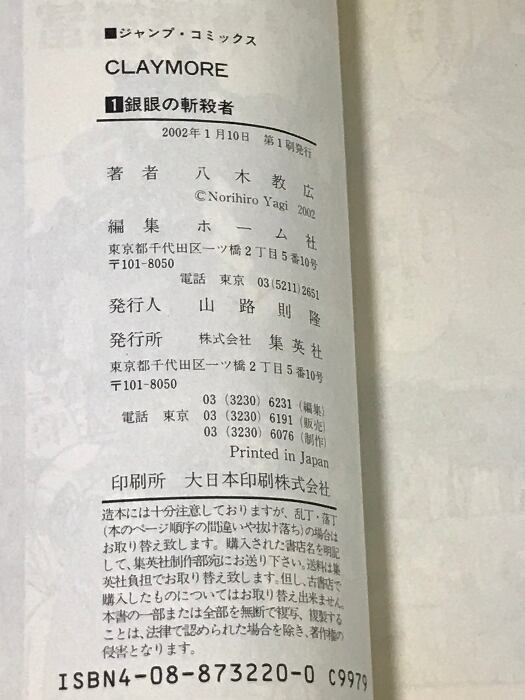 ■ジャンプ・コミックス
CLAYMORE
1銀眼の斬殺者
2002年1月10日 第1刷発行
著者 八木教広
©Norihiro Yagi 2002
編集 ホーム社
東京都千代田区一ツ橋2丁目5番10号
〒101-8050
電話 東京 03(5211)2651
発行人 山路則隆
発行所 株式会社 集英社
東京都千代田区一ツ橋2丁目5番10号
〒101-8050
03 (3230) 6231 (編集)
電話 東京 03 (3230) 6191 (販売)
03 (3230) 6076 (制作)
Printed in Japan
印刷所 大日本印刷株式会社
造本には十分注意しておりますが、乱丁・落丁
(本のページ順序の間違いや抜け落ち)の場合は
お取り替え致します。購入された書店名を明記
して、集英社制作部宛にお送り下さい。送料は集
英社負担でお取り替え致します。但し、古書店で
購入したものについてはお取り替え出来ません。
本書の一部または全部を無断で複写、複製する
ことは、法律で認められた場合を除き、著作権の
侵害となります。
ISBN4-08-873220-0 C9979